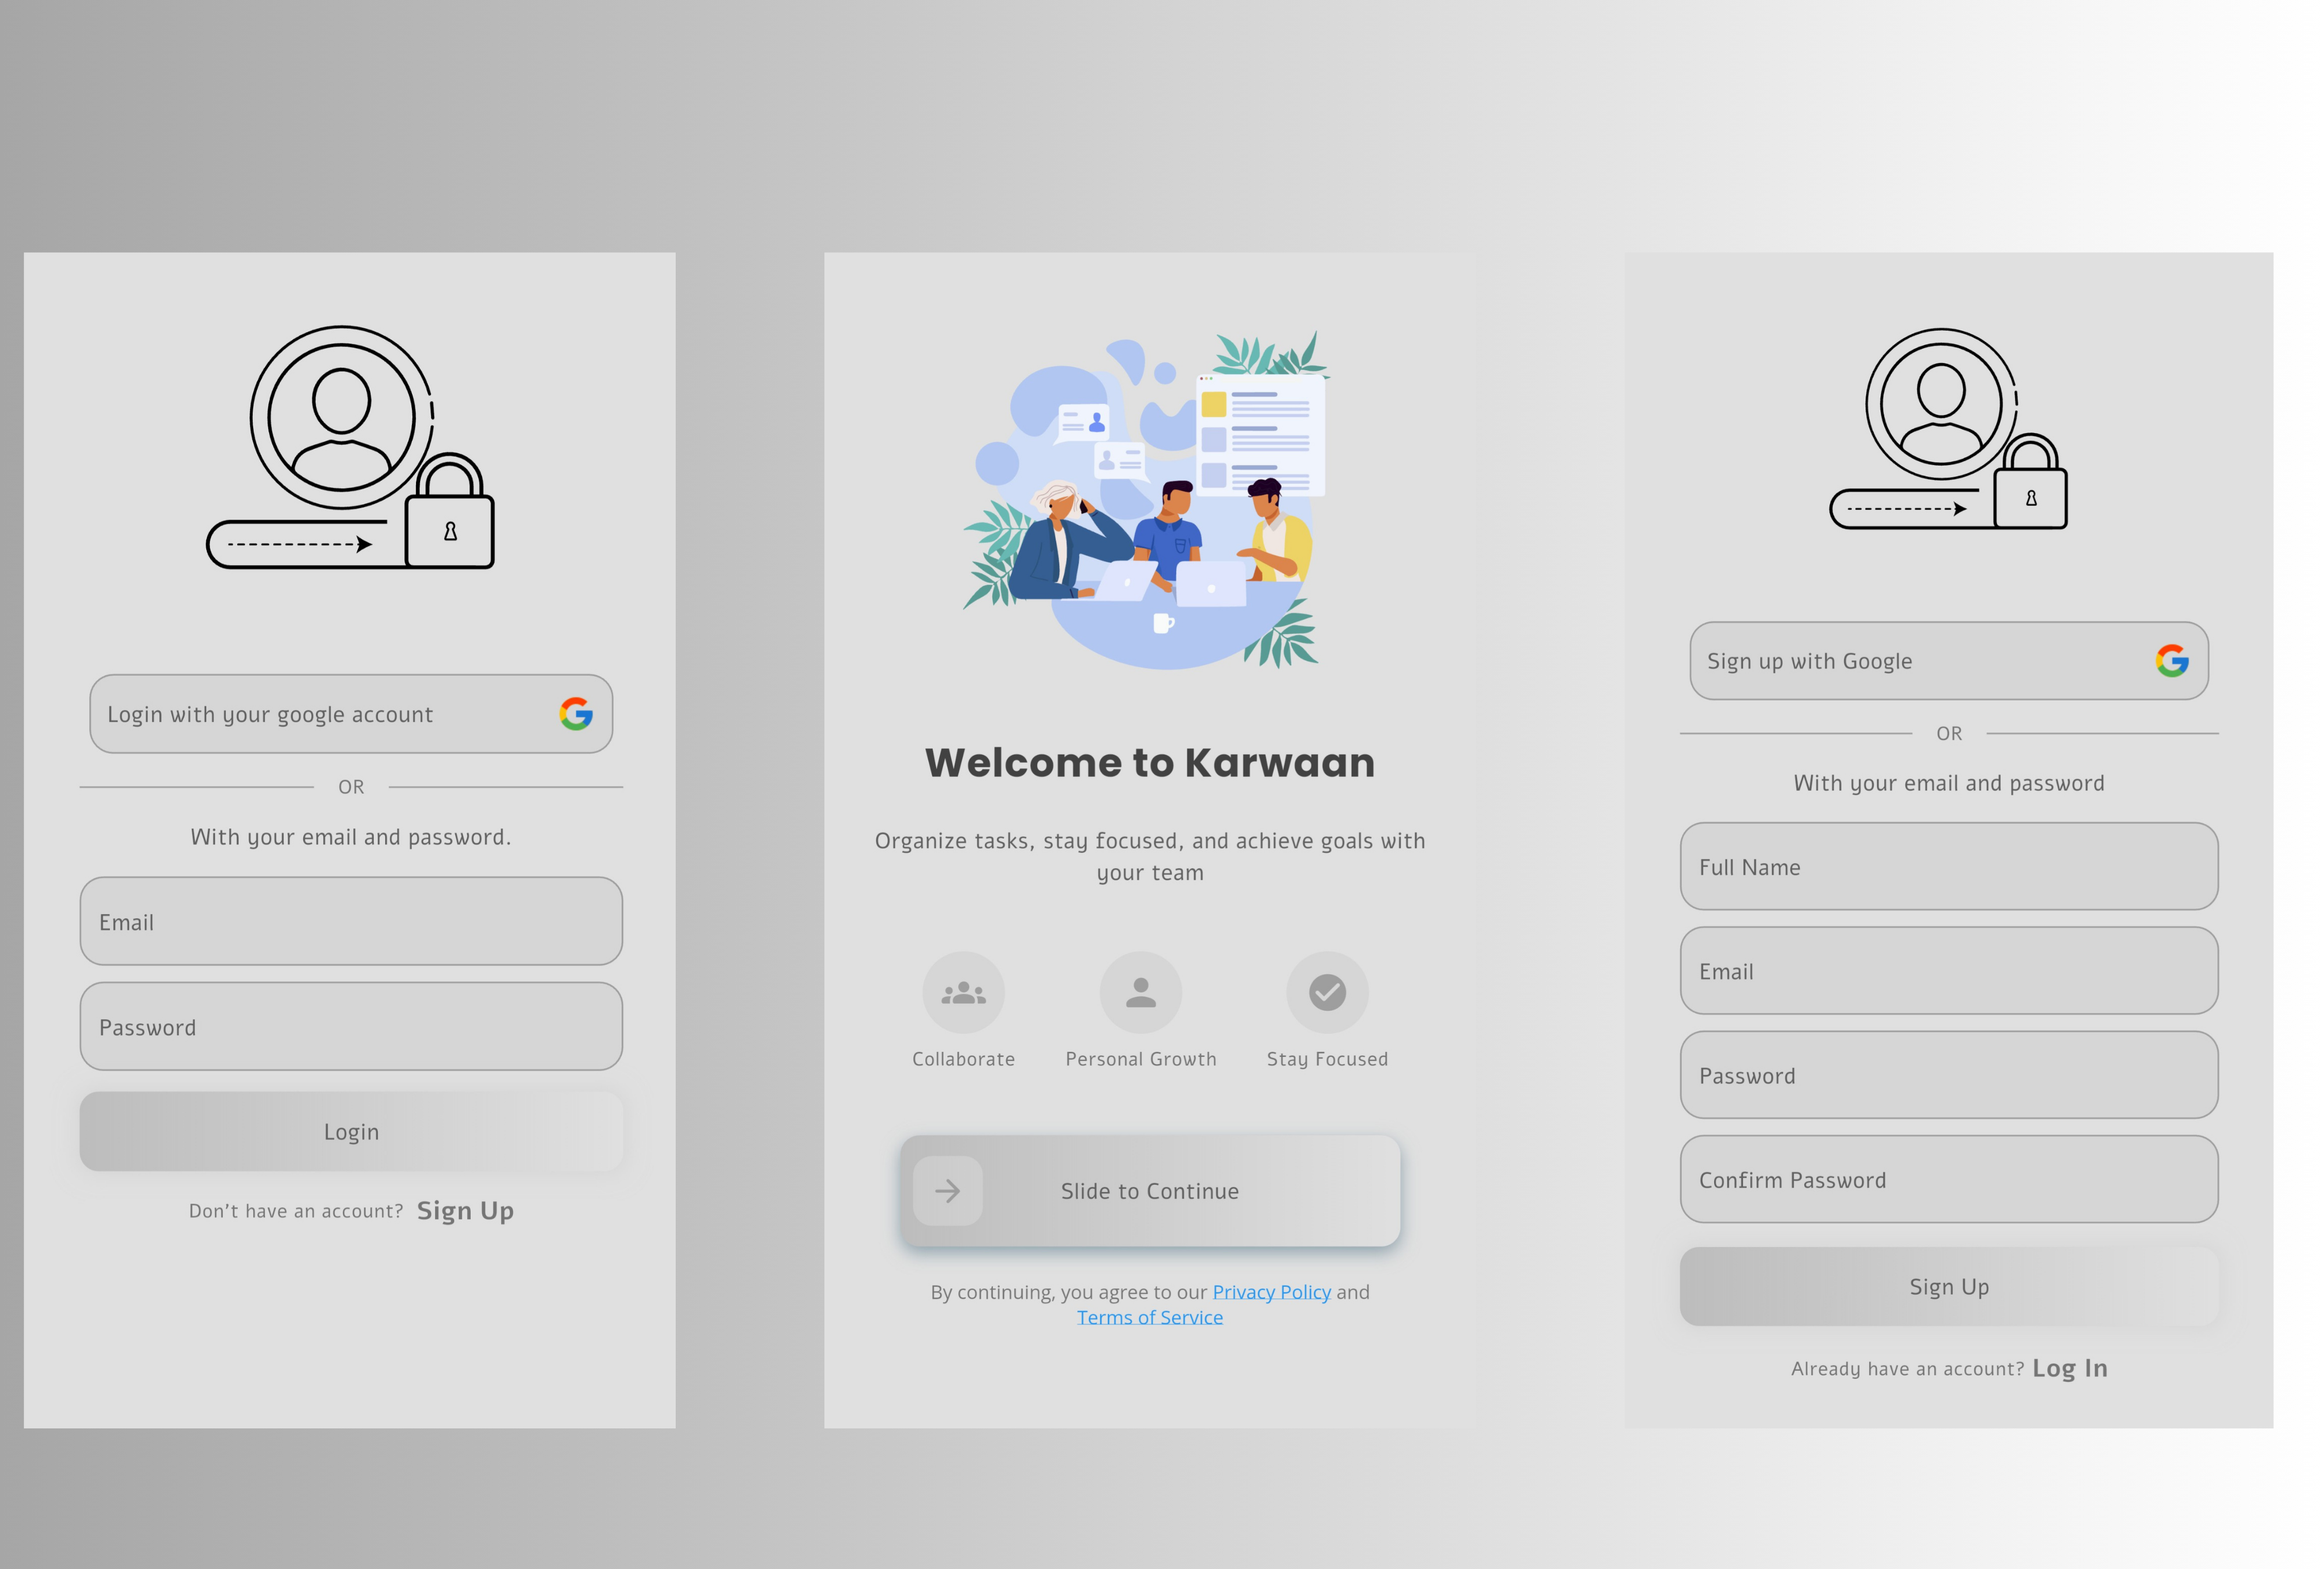 Login with your google account
OR
With your email and password.
Email
Password
Login
Don't have an account? Sign Up
Welcome to Karwaan
Organize tasks, stay focused, and achieve goals with
your team
Collaborate
Personal Growth
Stay Focused
Slide to Continue
By continuing, you agree to our Privacy Policy and
Terms of Service
Sign up with Google
OR
With your email and password
Full Name
Email
Password
Confirm Password
Sign Up
Already have an account? Log In